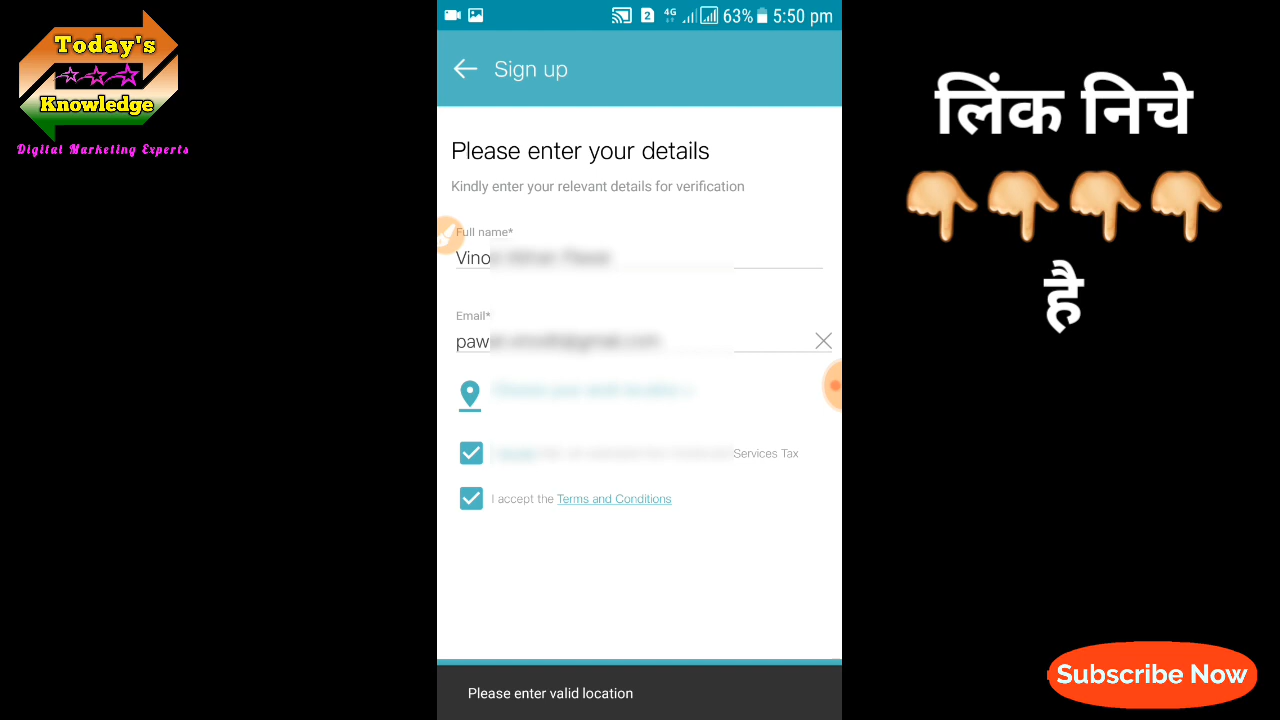 Today's
Knowledge
Digital Marketing Experts
2 4G 63% 5:50 pm
Sign up
Please enter your details
Kindly enter your relevant details for verification
Full name*
Vino
Email*
paw
Services Tax
I accept the Terms and Conditions
Please enter valid location
लिंक निचे
है
Subscribe Now